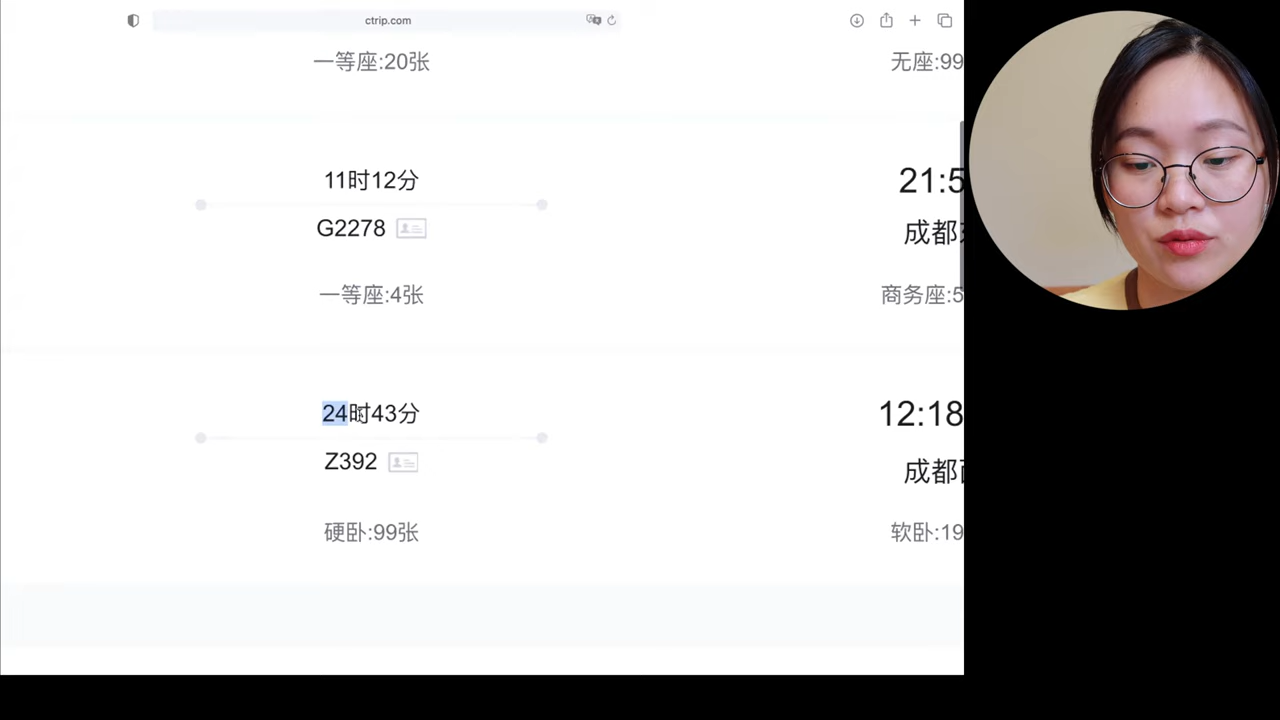 ctrip.com
一等座:20张
无座:99
11时12分
21:5
G2278
成都
一等座:4张
商务座:5
24时43分
12:18
Z392
成都
硬卧:99张
软卧:19